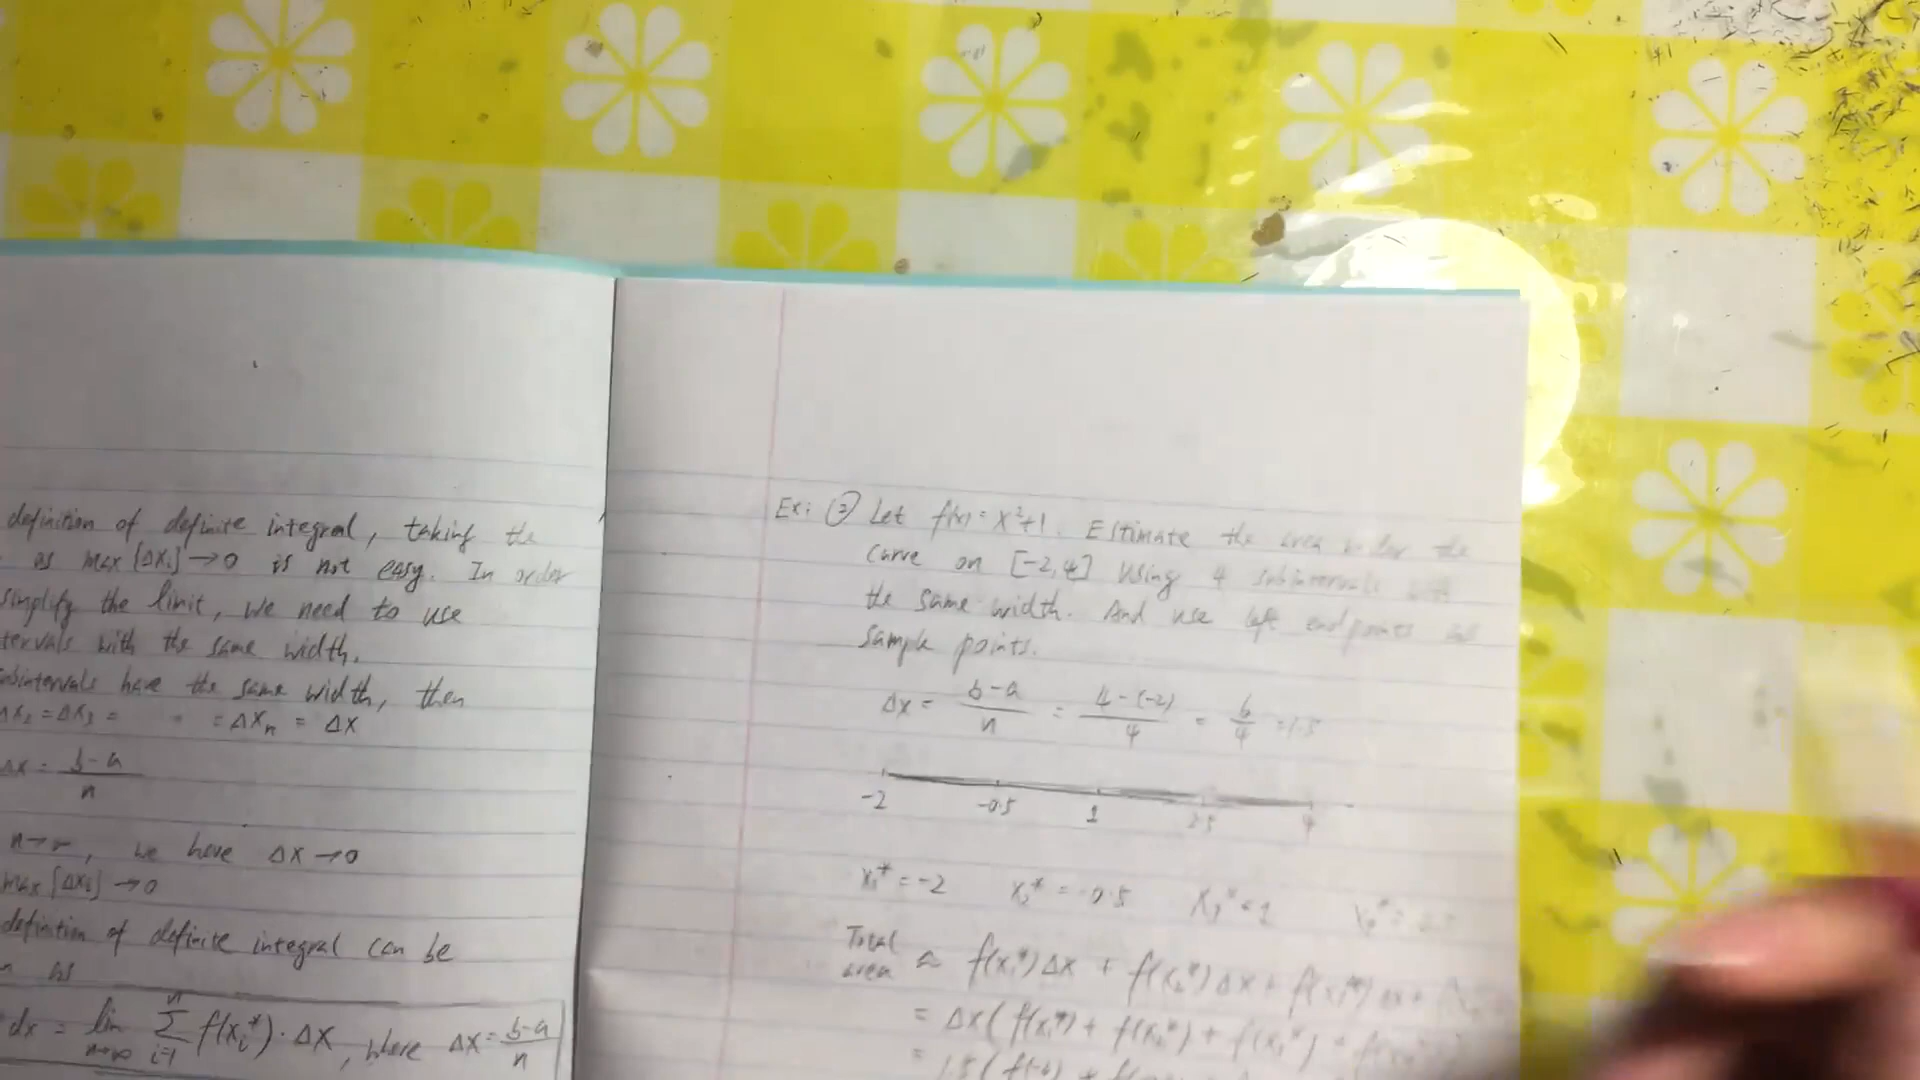 definition of definite integral, taking the
as max {Δxi} → 0 is not easy. In order
simplify the limit, we need to use
tervals with the same width.
subintervals have the same width, then
Δx₂ = Δx₃ = · = Δxₙ = Δx
Δx = (b-a)/n
n→∞, we have Δx → 0
max {Δxi} → 0
definition of definite integral can be
as
dx = lim n→∞ Σ i=1 n f(xi*)·Δx, where Δx = (b-a)/n
Ex: ② Let f(x) = x²+1. Estimate the area under the
curve on [-2,4] using 4 subintervals with
the same width. And use left endpoints as
sample points.
Δx = (b-a)/n = (4-(-2))/4 = 6/4 = 1.5
-2 -0.5 1 2.5 4
x₁* = -2 x₂* = -0.5 x₃* = 1
Total area ≈ f(x₁*)Δx + f(x₂*)Δx + f(x₃*)Δx +
= Δx ( f(x₁*) + f(x₂*) + f(x₃*) +
= 1.5 ( f(-2) +